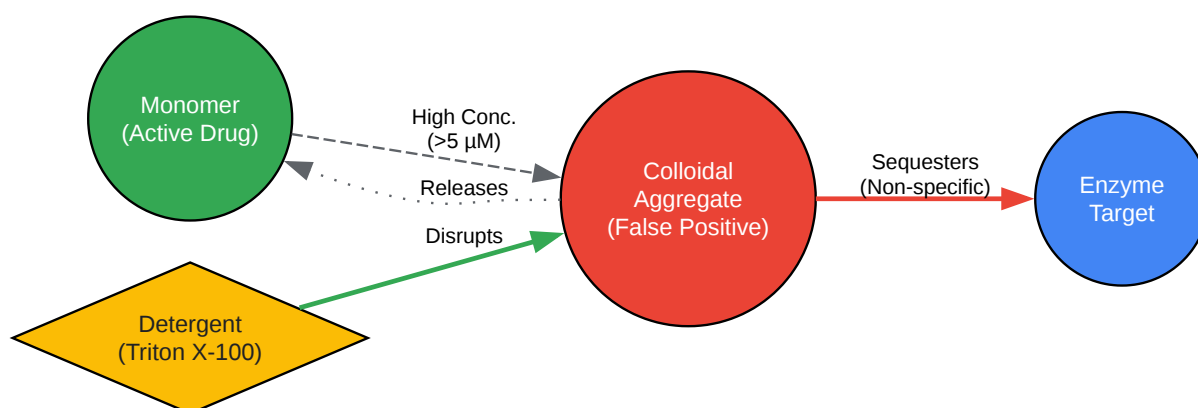 Monomer
(Active Drug)
High Conc.
(>5 µM)
Releases
Disrupts
Colloidal
Aggregate
(False Positive)
Sequesters
(Non-specific)
Enzyme
Target
Detergent
(Triton X-100)